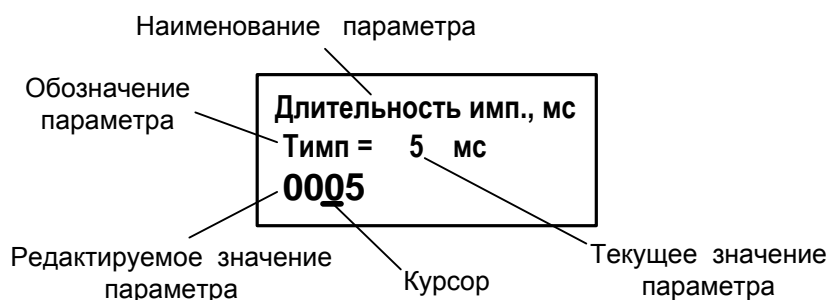 Наименование параметра
Обозначение
параметра
Длительность имп., мс
Тимп = 5 мс
0005
Редактируемое значение
параметра
Курсор
Текущее значение
параметра